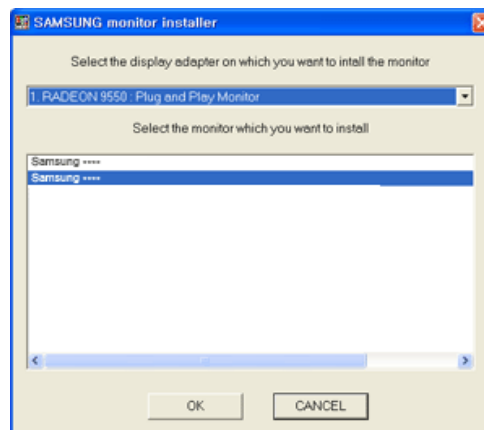 SAMSUNG monitor installer
Select the display adapter on which you want to intall the monitor
1. RADEON 9550 : Plug and Play Monitor
Select the monitor which you want to install
Samsung ****
Samsung ****
OK
CANCEL